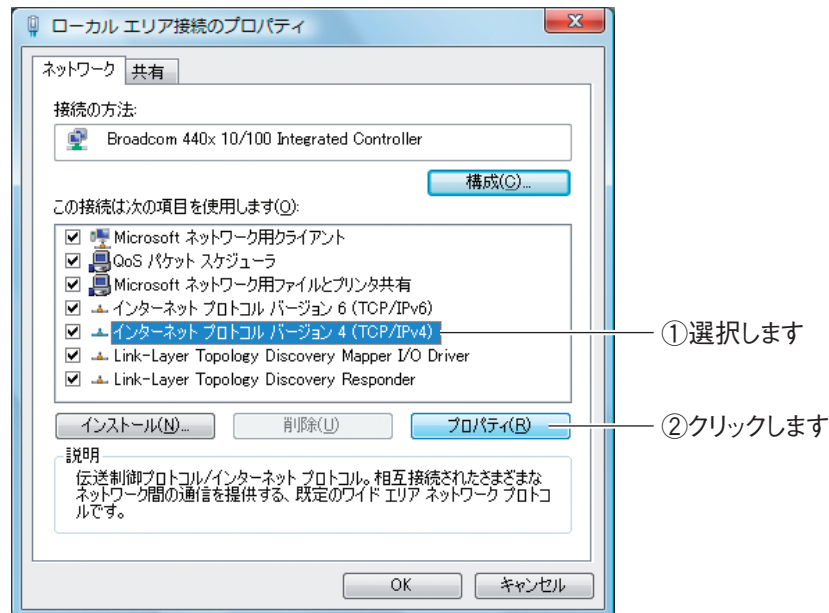 ローカル エリア接続のプロパティ
ネットワーク 共有
接続の方法:
Broadcom 440x 10/100 Integrated Controller
構成(C)...
この接続は次の項目を使用します(O):
Microsoft ネットワーク用クライアント
QoS パケット スケジューラ
Microsoft ネットワーク用ファイルとプリンタ共有
インターネット プロトコル バージョン 6 (TCP/IPv6)
インターネット プロトコル バージョン 4 (TCP/IPv4)
①選択します
Link-Layer Topology Discovery Mapper I/O Driver
Link-Layer Topology Discovery Responder
インストール(N)... 削除(U) プロパティ(R)
②クリックします
説明
伝送制御プロトコル/インターネット プロトコル。相互接続されたさまざまな
ネットワーク間の通信を提供する、既定のワイド エリア ネットワーク プロトコ
ルです。
OK キャンセル